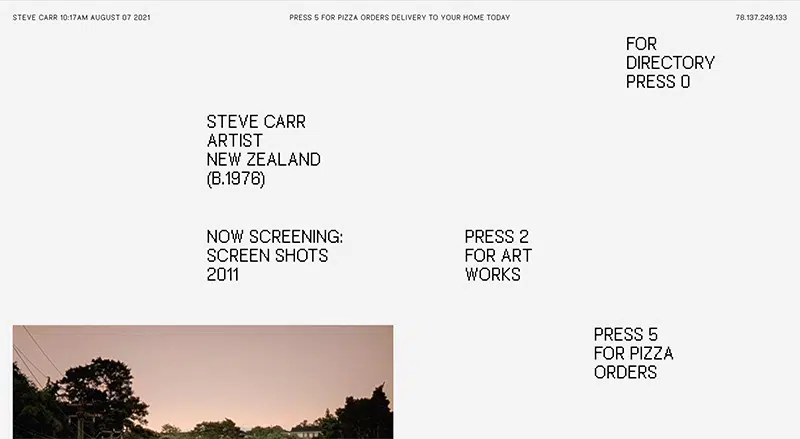 STEVE CARR 10:17AM AUGUST 07 2021
PRESS 5 FOR PIZZA ORDERS DELIVERY TO YOUR HOME TODAY
78.137.249.133
FOR
DIRECTORY
PRESS 0
STEVE CARR
ARTIST
NEW ZEALAND
(B.1976)
NOW SCREENING:
SCREEN SHOTS
2011
PRESS 2
FOR ART
WORKS
PRESS 5
FOR PIZZA
ORDERS